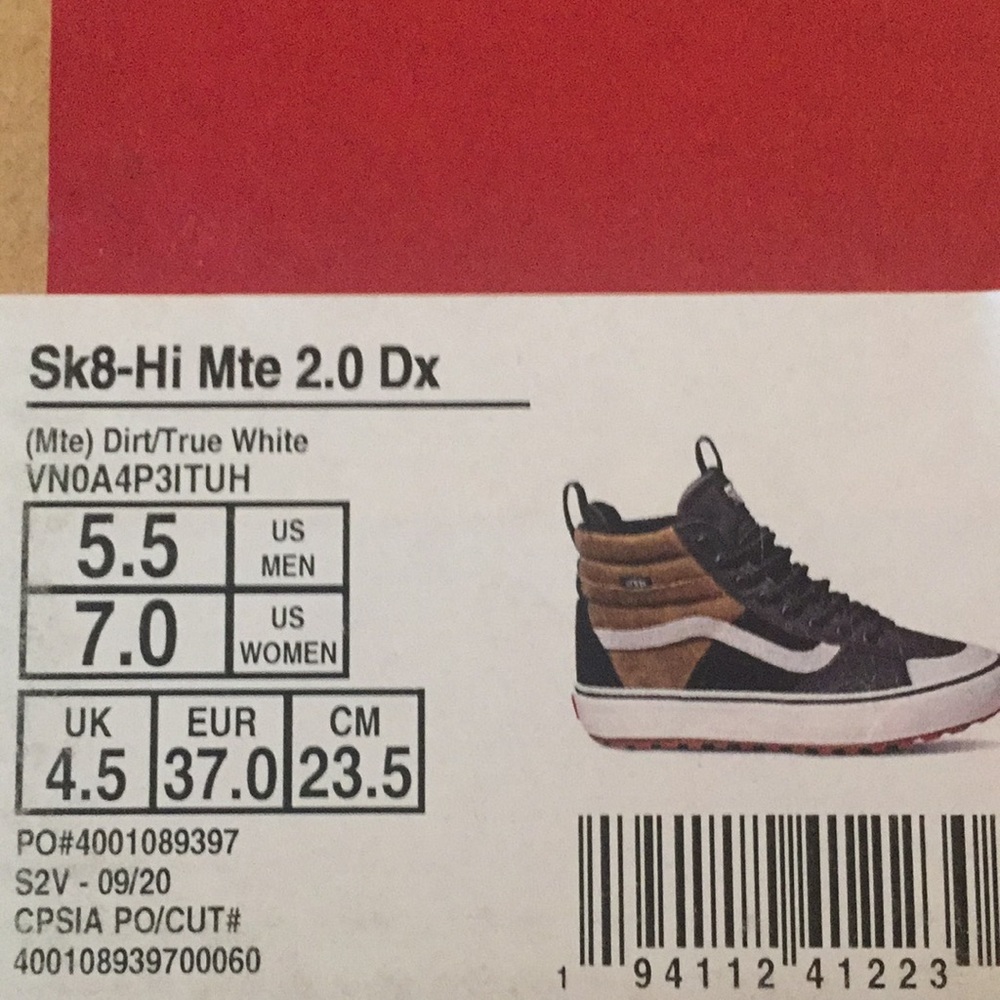 Sk8-Hi Mte 2.0 Dx
(Mte) Dirt/True White
VN0A4P3ITUH
5.5 US MEN
7.0 US WOMEN
UK EUR CM
4.5 37.0 23.5
PO#4001089397
S2V - 09/20
CPSIA PO/CUT#
400108939700060
1 94112 41223